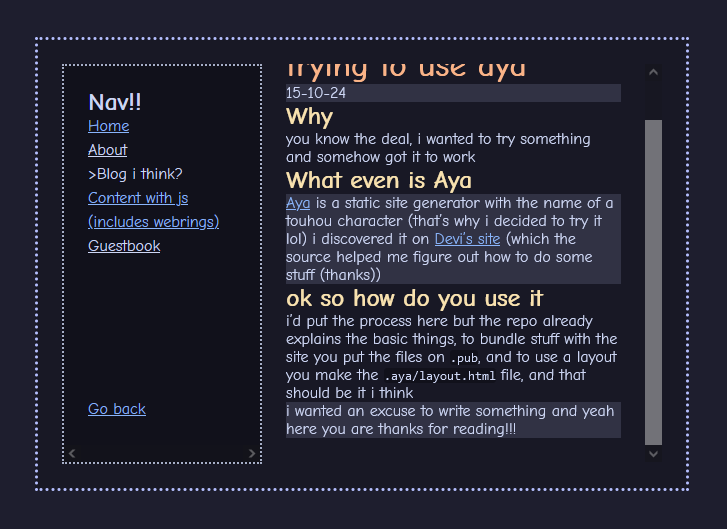 Nav!!
Home
About
>Blog i think?
Content with js
(includes webrings)
Guestbook
Go back
Trying to use aya
15-10-24
Why
you know the deal, i wanted to try something
and somehow got it to work
What even is Aya
Aya is a static site generator with the name of a
touhou character (that's why i decided to try it
lol) i discovered it on Devi's site (which the
source helped me figure out how to do some
stuff (thanks))
ok so how do you use it
i'd put the process here but the repo already
explains the basic things, to bundle stuff with the
site you put the files on .pub, and to use a layout
you make the .aya/layout.html file, and that
should be it i think
i wanted an excuse to write something and yeah
here you are thanks for reading!!!